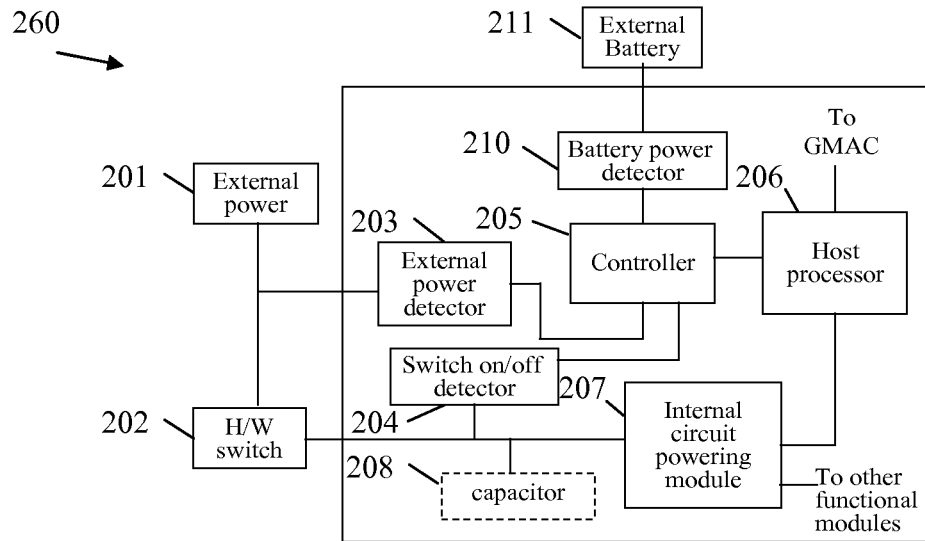 260
211
External
Battery
To
GMAC
210
Battery power
detector
206
201
External
power
203
205
External
power
detector
Controller
Host
processor
Switch on/off
detector
207
202
H/W
switch
204
Internal
circuit
powering
module
208
capacitor
To other
functional
modules